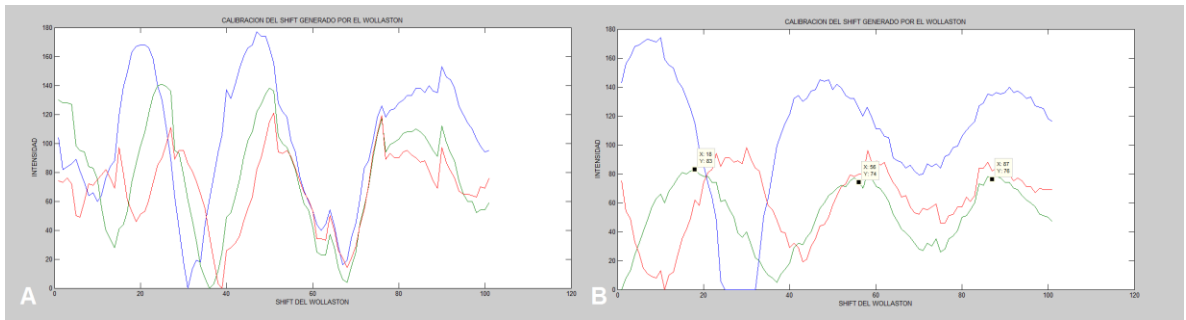 CALIBRACION DEL SHIFT GENERADO POR EL WOLLASTON
180
160
140
120
100
80
60
40
20
0
INTENSIDAD
0 20 40 60 80 100 120
SHIFT DEL WOLLASTON
A
CALIBRACION DEL SHIFT GENERADO POR EL WOLLASTON
180
160
140
120
100
80
60
40
20
0
INTENSIDAD
X: 18
Y: 83
X: 56
Y: 74
X: 87
Y: 76
0 20 40 60 80 100 120
SHIFT DEL WOLLASTON
B